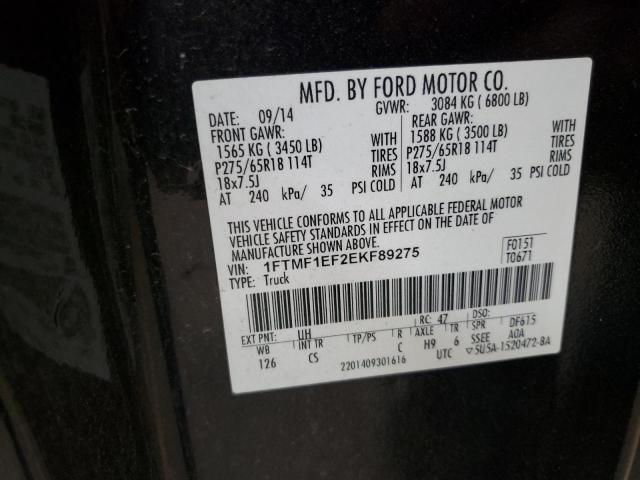 MFD. BY FORD MOTOR CO.
DATE: 09/14 GVWR: 3084 KG ( 6800 LB)
FRONT GAWR: REAR GAWR:
1565 KG ( 3450 LB) WITH 1588 KG ( 3500 LB) WITH
P275/65R18 114T TIRES P275/65R18 114T TIRES
18x7.5J RIMS 18x7.5J RIMS
AT 240 kPa/ 35 PSI COLD AT 240 kPa/ 35 PSI COLD
THIS VEHICLE CONFORMS TO ALL APPLICABLE FEDERAL MOTOR
VEHICLE SAFETY STANDARDS IN EFFECT ON THE DATE OF
MANUFACTURE SHOWN ABOVE.
VIN: 1FTMF1EF2EKF89275 F0151
TYPE: Truck T0671
EXT PNT: UH RC: 47 DSO:
WB INT TR TP/PS R AXLE TR SPR DF615
126 CS C H9 6 SSEE AOA
2201409301616 UTC ▽5U5A-1520472-BA